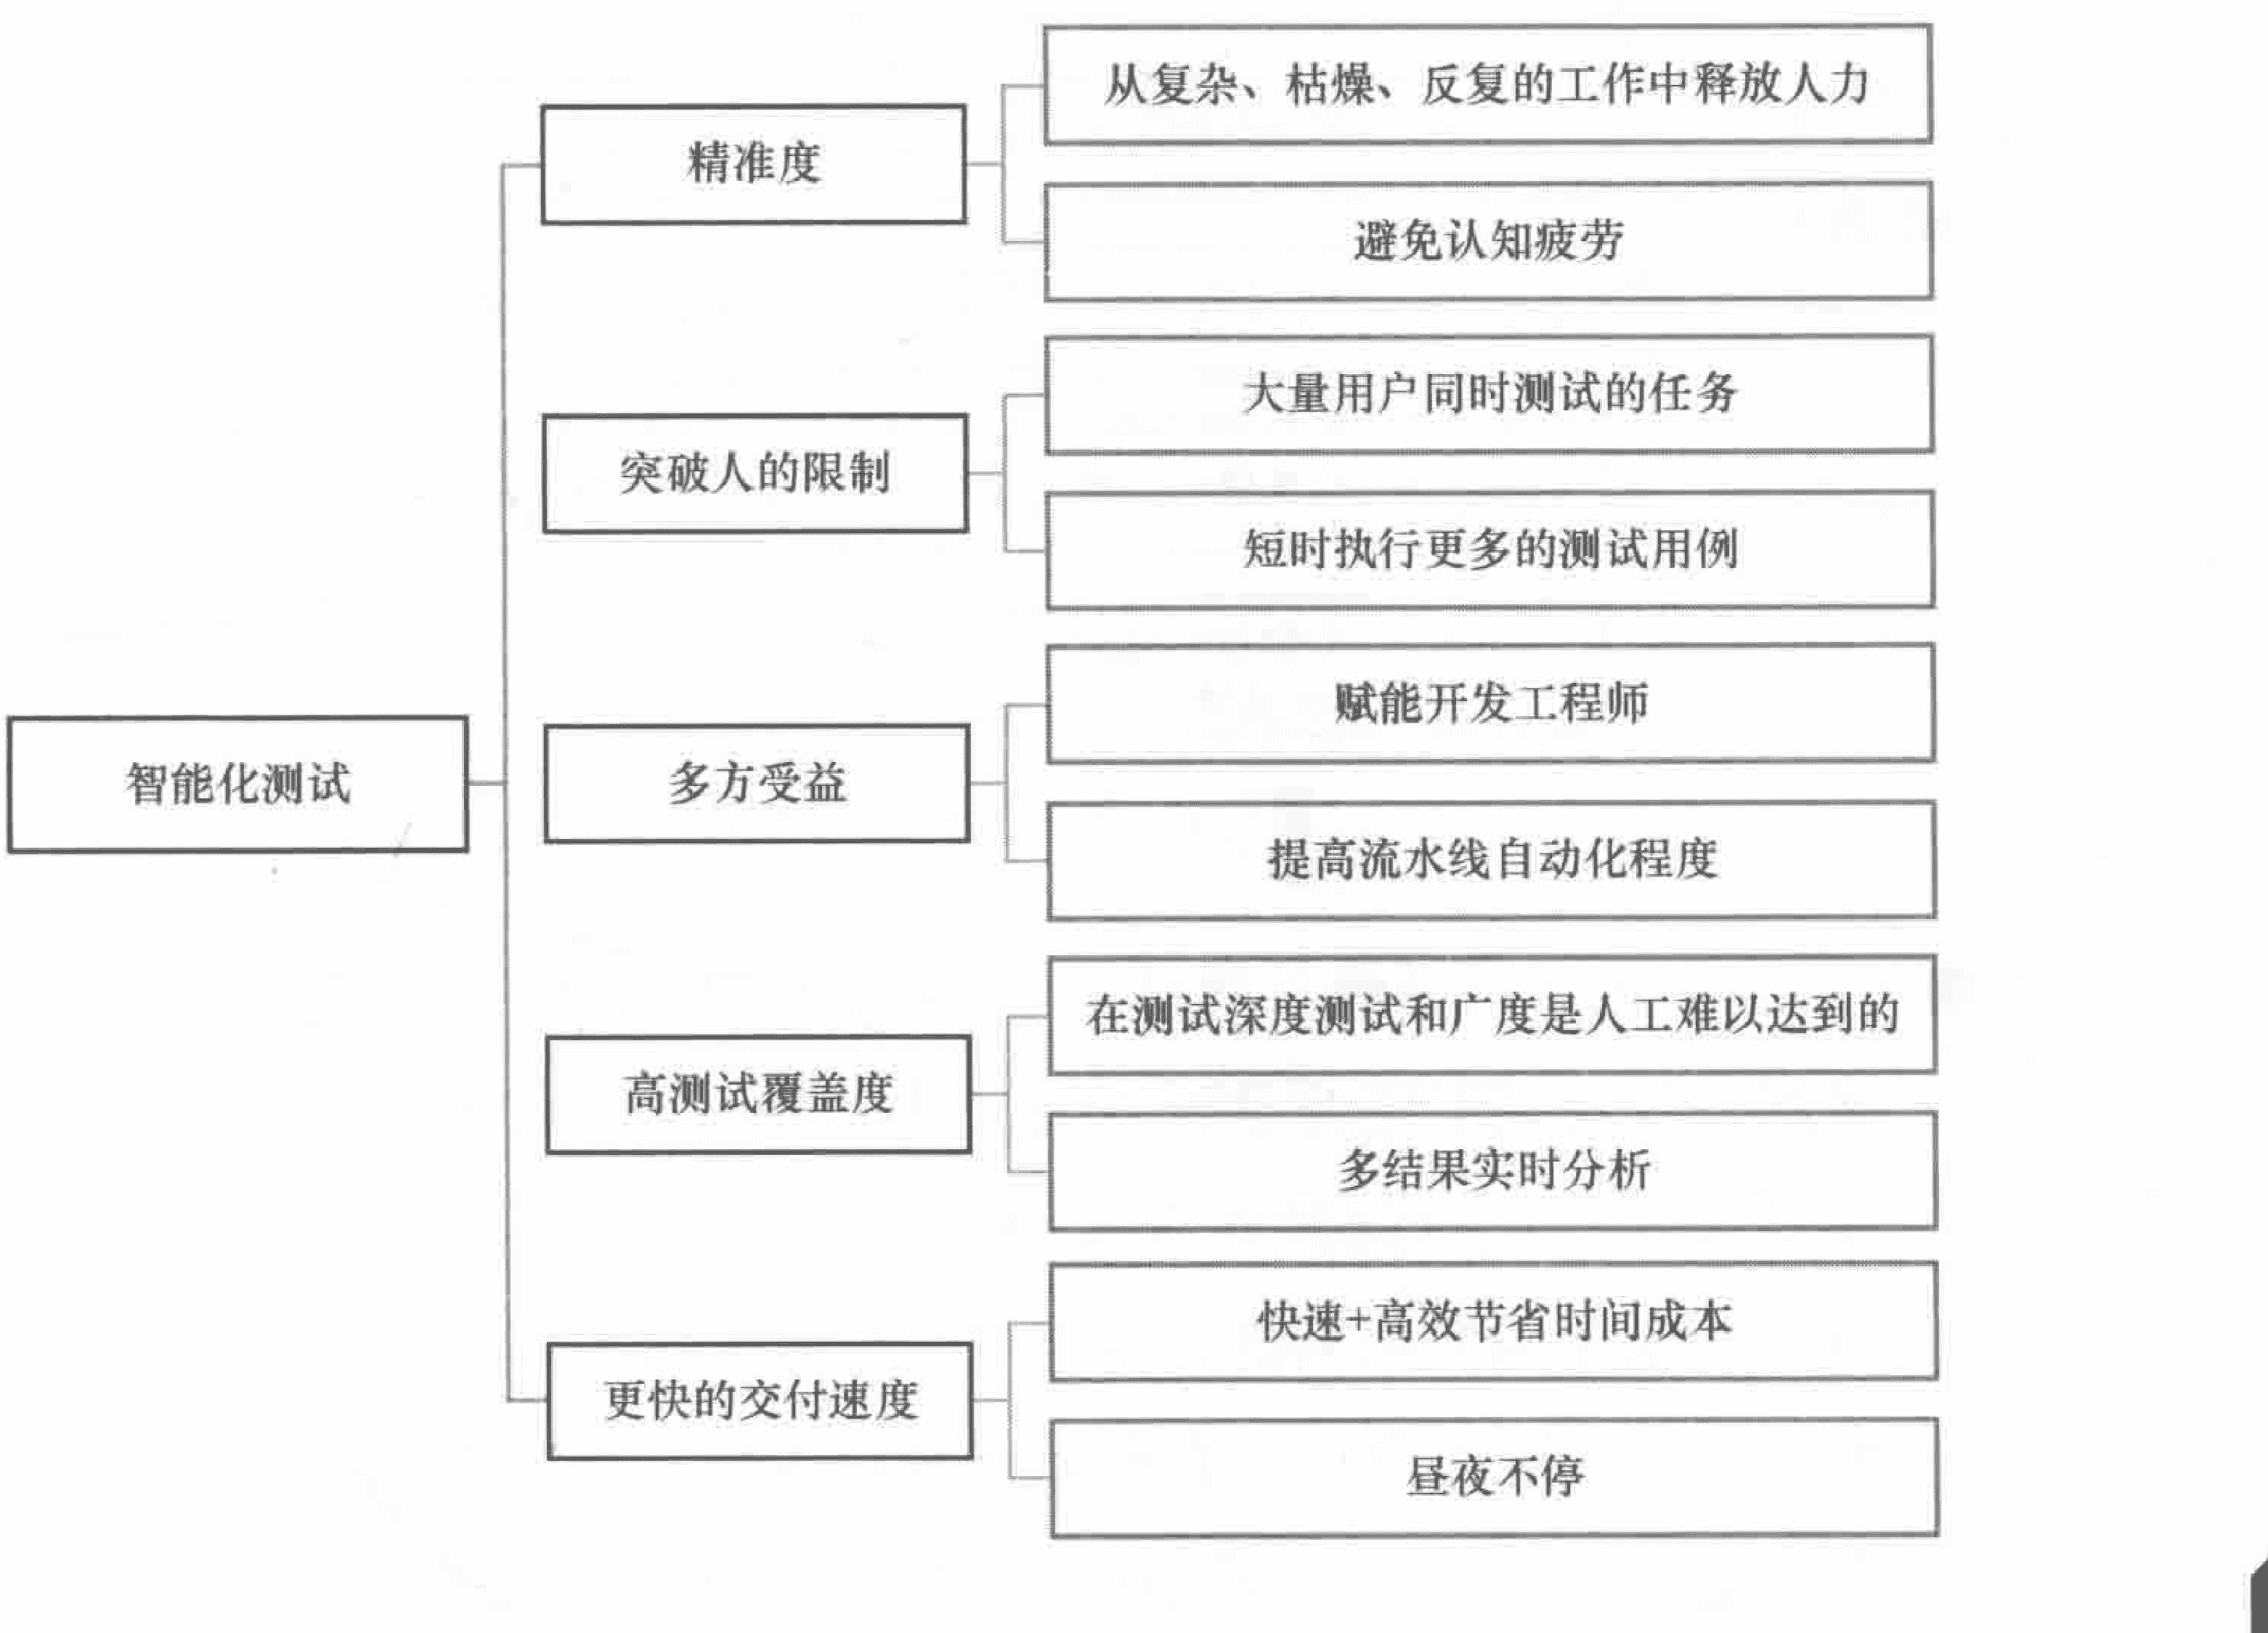 智能化测试
精准度
从复杂、枯燥、反复的工作中释放人力
避免认知疲劳
突破人的限制
大量用户同时测试的任务
短时执行更多的测试用例
多方受益
赋能开发工程师
提高流水线自动化程度
高测试覆盖度
在测试深度测试和广度是人工难以达到的
多结果实时分析
更快的交付速度
快速+高效节省时间成本
昼夜不停